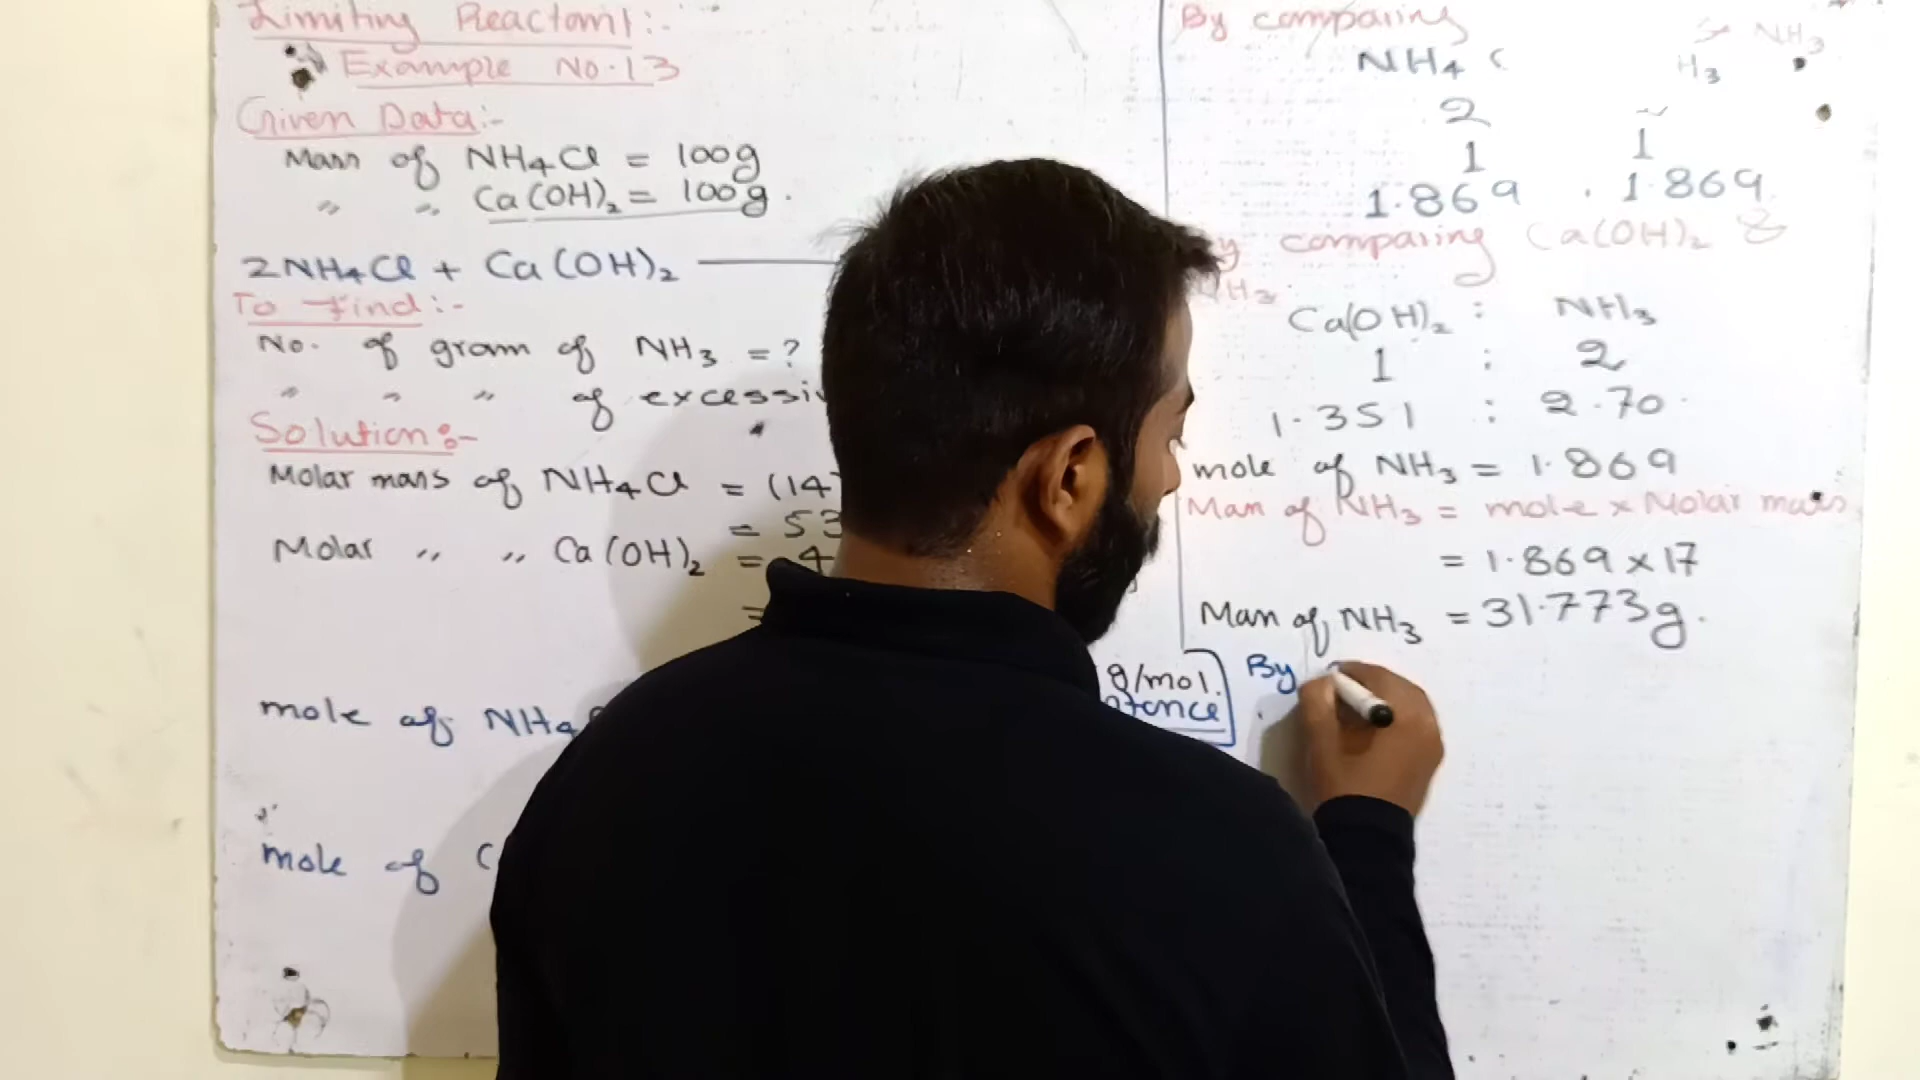 Limiting Reactant:-
Example No.13
Given Data:-
Mass of NH4Cl = 100g
" " Ca(OH)2 = 100g.
2NH4Cl + Ca(OH)2
To Find:-
No. of gram of NH3 = ?
" " " of excessiv
Solution:-
Molar mass of NH4Cl = (14
= 53
Molar " " Ca(OH)2 = 4
=
mole of NH4
mole of C
g/mol.
By comparing
NH3
NH4 H3
2
1 1
1.869 1.869
By comparing Ca(OH)2 &
NH3.
Ca(OH)2 : NH3
1 : 2
1.351 : 2.70
mole of NH3 = 1.869
Mass of NH3 = mole x Molar mass
= 1.869 x 17
Mass of NH3 = 31.773g.
By